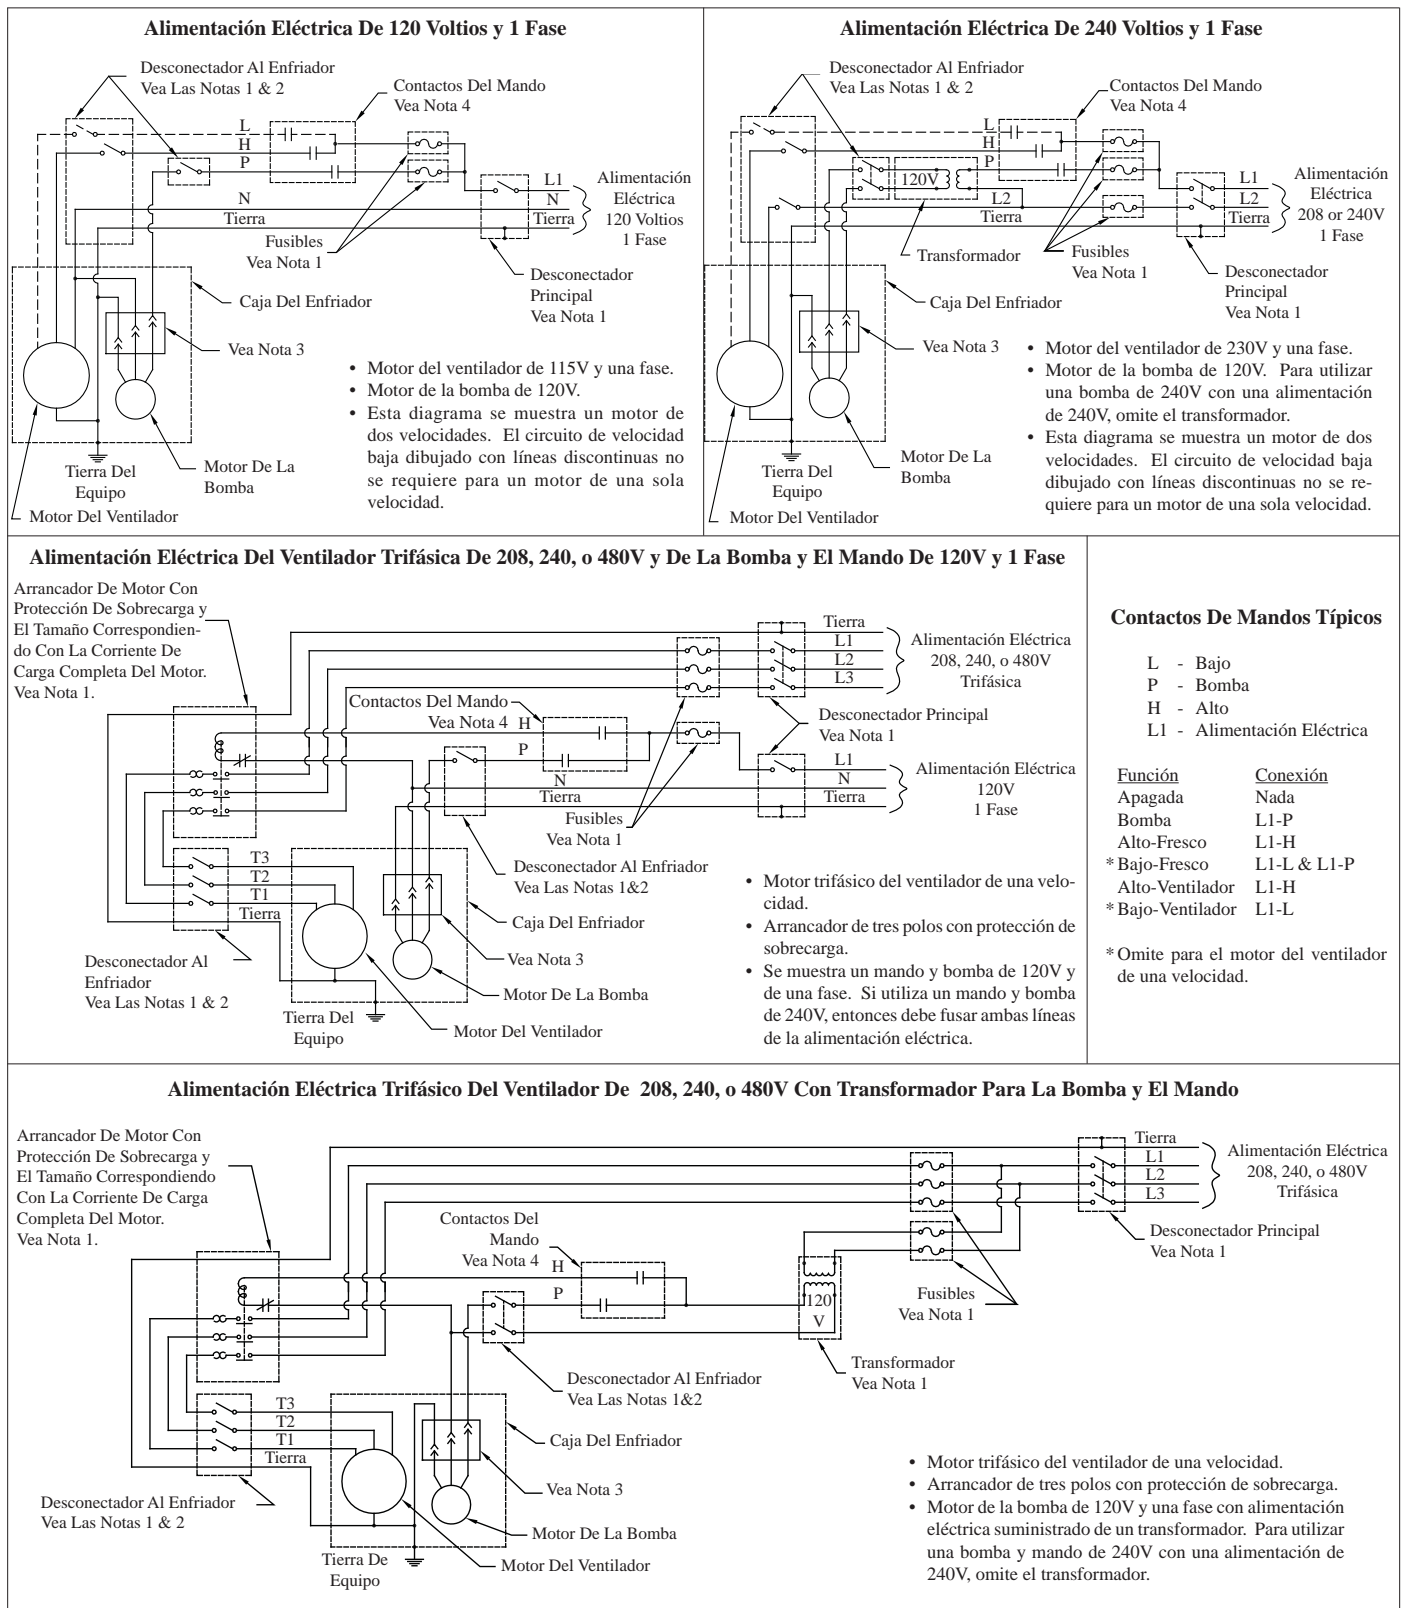 Alimentación Eléctrica De 120 Voltios y 1 Fase
Desconectador Al Enfriador
Vea Las Notas 1 & 2
Contactos Del Mando
Vea Nota 4
L
H
P
N
Tierra
L1
N
Tierra
Alimentación
Eléctrica
120 Voltios
1 Fase
Fusibles
Vea Nota 1
Desconectador
Principal
Vea Nota 1
Caja Del Enfriador
Vea Nota 3
• Motor del ventilador de 115V y una fase.
• Motor de la bomba de 120V.
• Esta diagrama se muestra un motor de
dos velocidades. El circuito de velocidad
baja dibujado con líneas discontinuas no
se requiere para un motor de una sola
velocidad.
Tierra Del
Equipo
Motor De La
Bomba
Motor Del Ventilador
Alimentación Eléctrica De 240 Voltios y 1 Fase
Desconectador Al Enfriador
Vea Las Notas 1 & 2
Contactos Del Mando
Vea Nota 4
L
H
P
120V
L2
Tierra
L1
L2
Tierra
Alimentación
Eléctrica
208 or 240V
1 Fase
Transformador
Fusibles
Vea Nota 1
Desconectador
Principal
Vea Nota 1
Caja Del Enfriador
Vea Nota 3
• Motor del ventilador de 230V y una fase.
• Motor de la bomba de 120V. Para utilizar
una bomba de 240V con una alimentación
de 240V, omite el transformador.
• Esta diagrama se muestra un motor de dos
velocidades. El circuito de velocidad baja
dibujado con líneas discontinuas no se re-
quiere para un motor de una sola velocidad.
Tierra Del
Equipo
Motor De La
Bomba
Motor Del Ventilador
Alimentación Eléctrica Del Ventilador Trifásica De 208, 240, o 480V y De La Bomba y El Mando De 120V y 1 Fase
Arrancador De Motor Con
Protección De Sobrecarga y
El Tamaño Correspondien-
do Con La Corriente De
Carga Completa Del Motor.
Vea Nota 1.
Tierra
L1
L2
L3
Alimentación Eléctrica
208, 240, o 480V
Trifásica
Contactos Del Mando
Vea Nota 4
H
P
N
Tierra
Desconectador Principal
Vea Nota 1
L1
N
Tierra
Alimentación Eléctrica
120V
1 Fase
Fusibles
Vea Nota 1
Desconectador Al Enfriador
Vea Las Notas 1&2
T3
T2
T1
Tierra
Caja Del Enfriador
Vea Nota 3
Motor De La Bomba
Motor Del Ventilador
Desconectador Al
Enfriador
Vea Las Notas 1 & 2
Tierra Del
Equipo
• Motor trifásico del ventilador de una velo-
cidad.
• Arrancador de tres polos con protección de
sobrecarga.
• Se muestra un mando y bomba de 120V y
de una fase. Si utiliza un mando y bomba
de 240V, entonces debe fusar ambas líneas
de la alimentación eléctrica.
Contactos De Mandos Típicos
L - Bajo
P - Bomba
H - Alto
L1 - Alimentación Eléctrica
Función Conexión
Apagada Nada
Bomba L1-P
Alto-Fresco L1-H
*Bajo-Fresco L1-L & L1-P
Alto-Ventilador L1-H
*Bajo-Ventilador L1-L
*Omite para el motor del ventilador
de una velocidad.
Alimentación Eléctrica Trifásico Del Ventilador De 208, 240, o 480V Con Transformador Para La Bomba y El Mando
Arrancador De Motor Con
Protección De Sobrecarga y
El Tamaño Correspondiendo
Con La Corriente De Carga
Completa Del Motor.
Vea Nota 1.
Tierra
L1
L2
L3
Alimentación Eléctrica
208, 240, o 480V
Trifásica
Desconectador Principal
Vea Nota 1
Contactos Del
Mando
Vea Nota 4
H
P
120
V
Fusibles
Vea Nota 1
Transformador
Vea Nota 1
Desconectador Al Enfriador
Vea Las Notas 1&2
T3
T2
T1
Tierra
Caja Del Enfriador
Vea Nota 3
Motor De La Bomba
Motor Del Ventilador
Desconectador Al Enfriador
Vea Las Notas 1 & 2
Tierra De
Equipo
• Motor trifásico del ventilador de una velocidad.
• Arrancador de tres polos con protección de sobrecarga.
• Motor de la bomba de 120V y una fase con alimentación
eléctrica suministrado de un transformador. Para utilizar
una bomba y mando de 240V con una alimentación de
240V, omite el transformador.